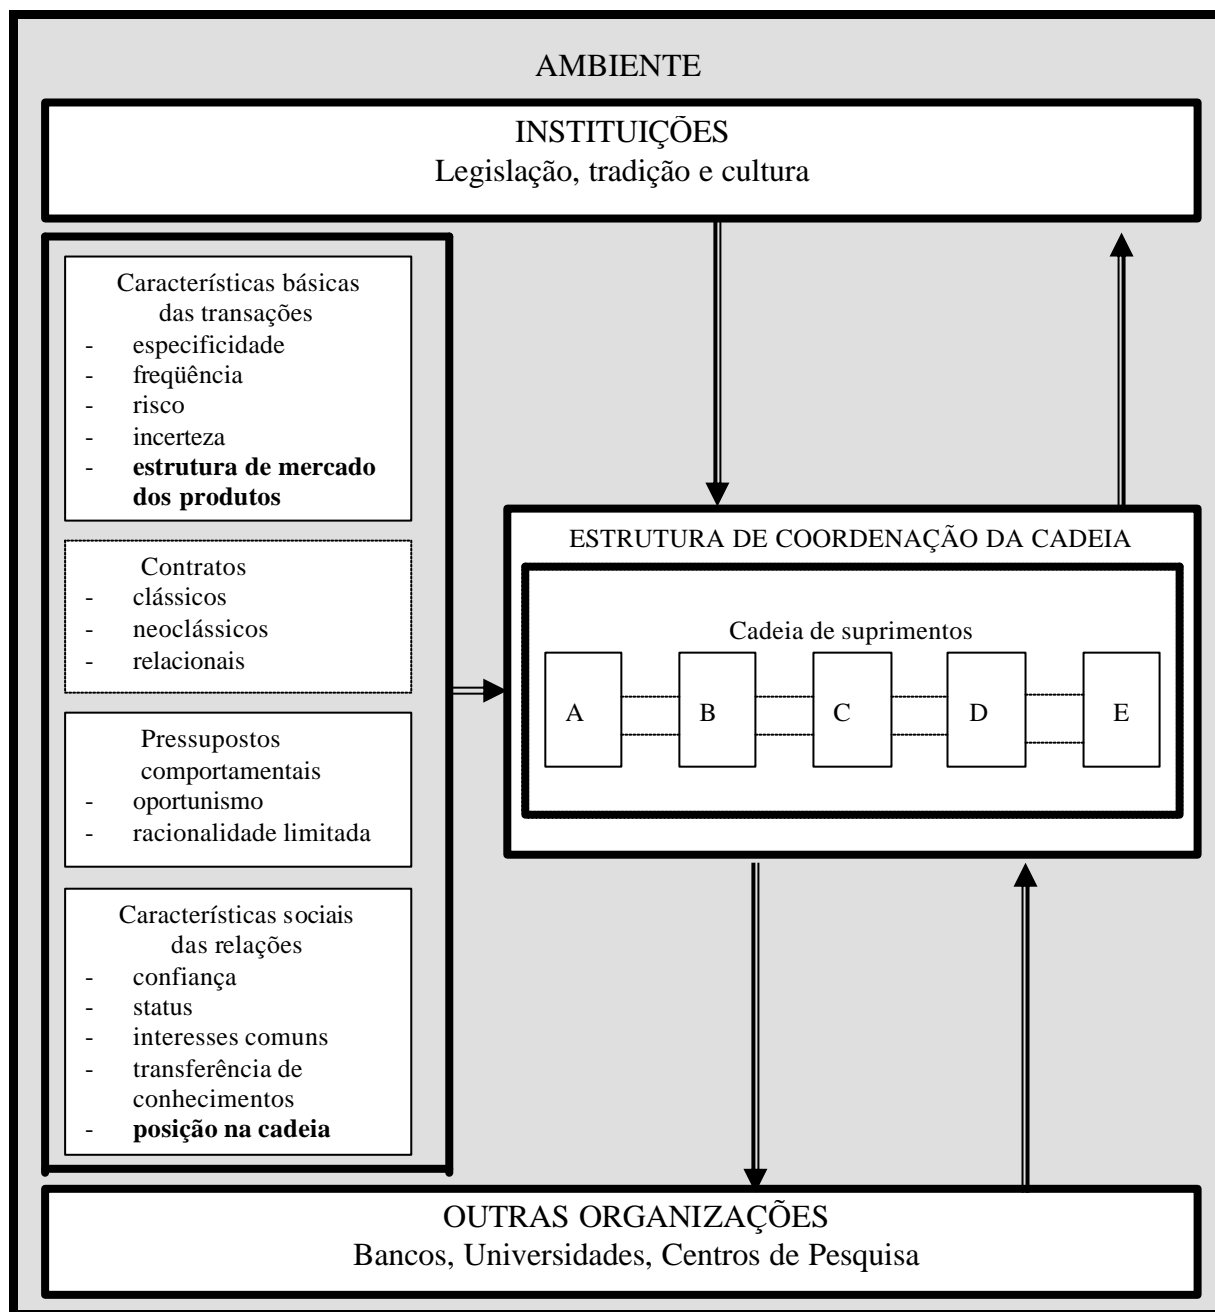 AMBIENTE
INSTITUIÇÕES
Legislação, tradição e cultura
Características básicas
das transações
- especificidade
- freqüência
- risco
- incerteza
- estrutura de mercado
dos produtos
Contratos
- clássicos
- neoclássicos
- relacionais
Pressupostos
comportamentais
- oportunismo
- racionalidade limitada
Características sociais
das relações
- confiança
- status
- interesses comuns
- transferência de
conhecimentos
- posição na cadeia
ESTRUTURA DE COORDENAÇÃO DA CADEIA
Cadeia de suprimentos
A B C D E
OUTRAS ORGANIZAÇÕES
Bancos, Universidades, Centros de Pesquisa